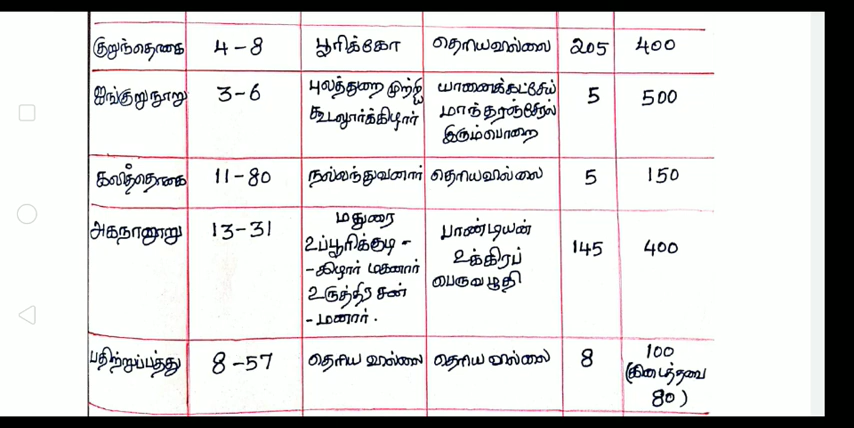 குறுந்தொகை 4-8 பூரிக்கோ தெரியவில்லை 205 400
ஐங்குறுநூறு 3-6 புலத்துறை முற்றி யானைக்கட்சேய் 5 500
கூடலூர்க்கிழார் மாந்தரஞ்சேரல்
இரும்பொறை
கலித்தொகை 11-80 நல்லந்துவனார் தெரியவில்லை 5 150
அகநானூறு 13-31 மதுரை பாண்டியன் 145 400
உப்பூரிக்குடி - உக்கிரப்
-கிழார் மகனார் பெருவழுதி
உருத்திர சன்
-மனார்.
பதிற்றுப்பத்து 8-57 தெரிய வில்லை தெரிய வில்லை 8 100
(கிடைத்தவை
80)